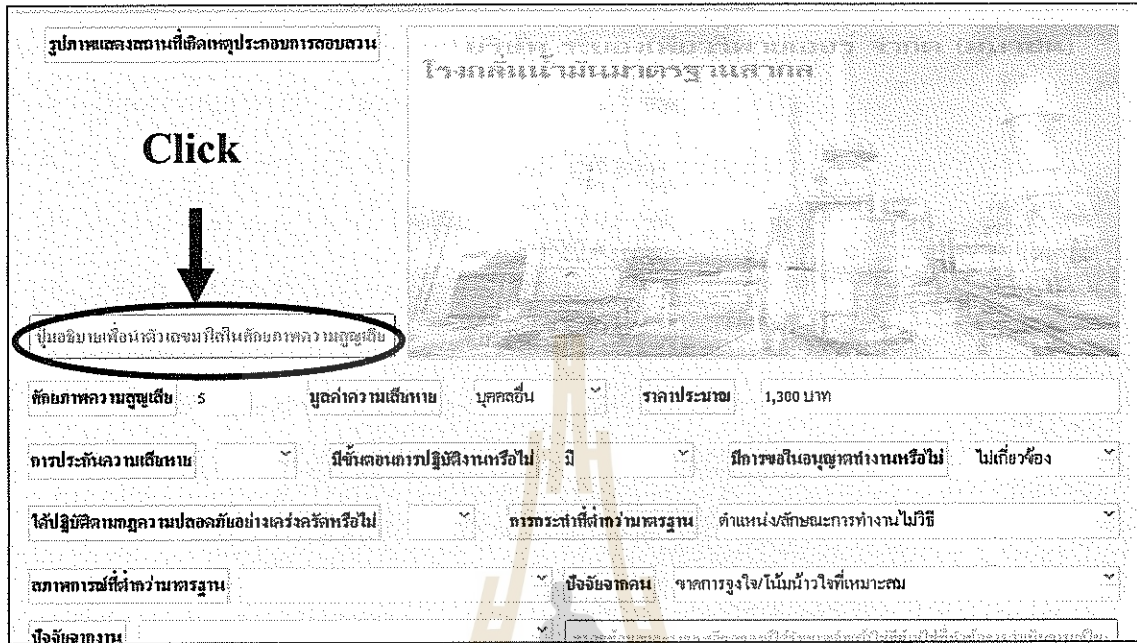 รูปภาพแสดงสถานที่เกิดเหตุประกอบการสอบสวน
โรงกลั่นน้ำมันมาตรฐานสากล
Click
ปุ่มอธิบายเพื่อนำตัวเลขมาใส่ในศักยภาพความสูญเสีย
ศักยภาพความสูญเสีย 5 มูลค่าความเสียหาย บุคคลอื่น ราคาประมาณ 1,300 บาท
การประกันความเสียหาย มีขั้นตอนการปฏิบัติงานหรือไม่ มี มีการขอใบอนุญาตทำงานหรือไม่ ไม่เกี่ยวข้อง
ได้ปฏิบัติตามกฎความปลอดภัยอย่างเคร่งครัดหรือไม่ การกระทำที่ต่ำกว่ามาตรฐาน ตำแหน่ง/ลักษณะการทำงานไม่วิธี
สภาพการณ์ที่ต่ำกว่ามาตรฐาน ปัจจัยจากคน ขาดการจูงใจ/โน้มน้าวใจที่เหมาะสม
ปัจจัยจากงาน